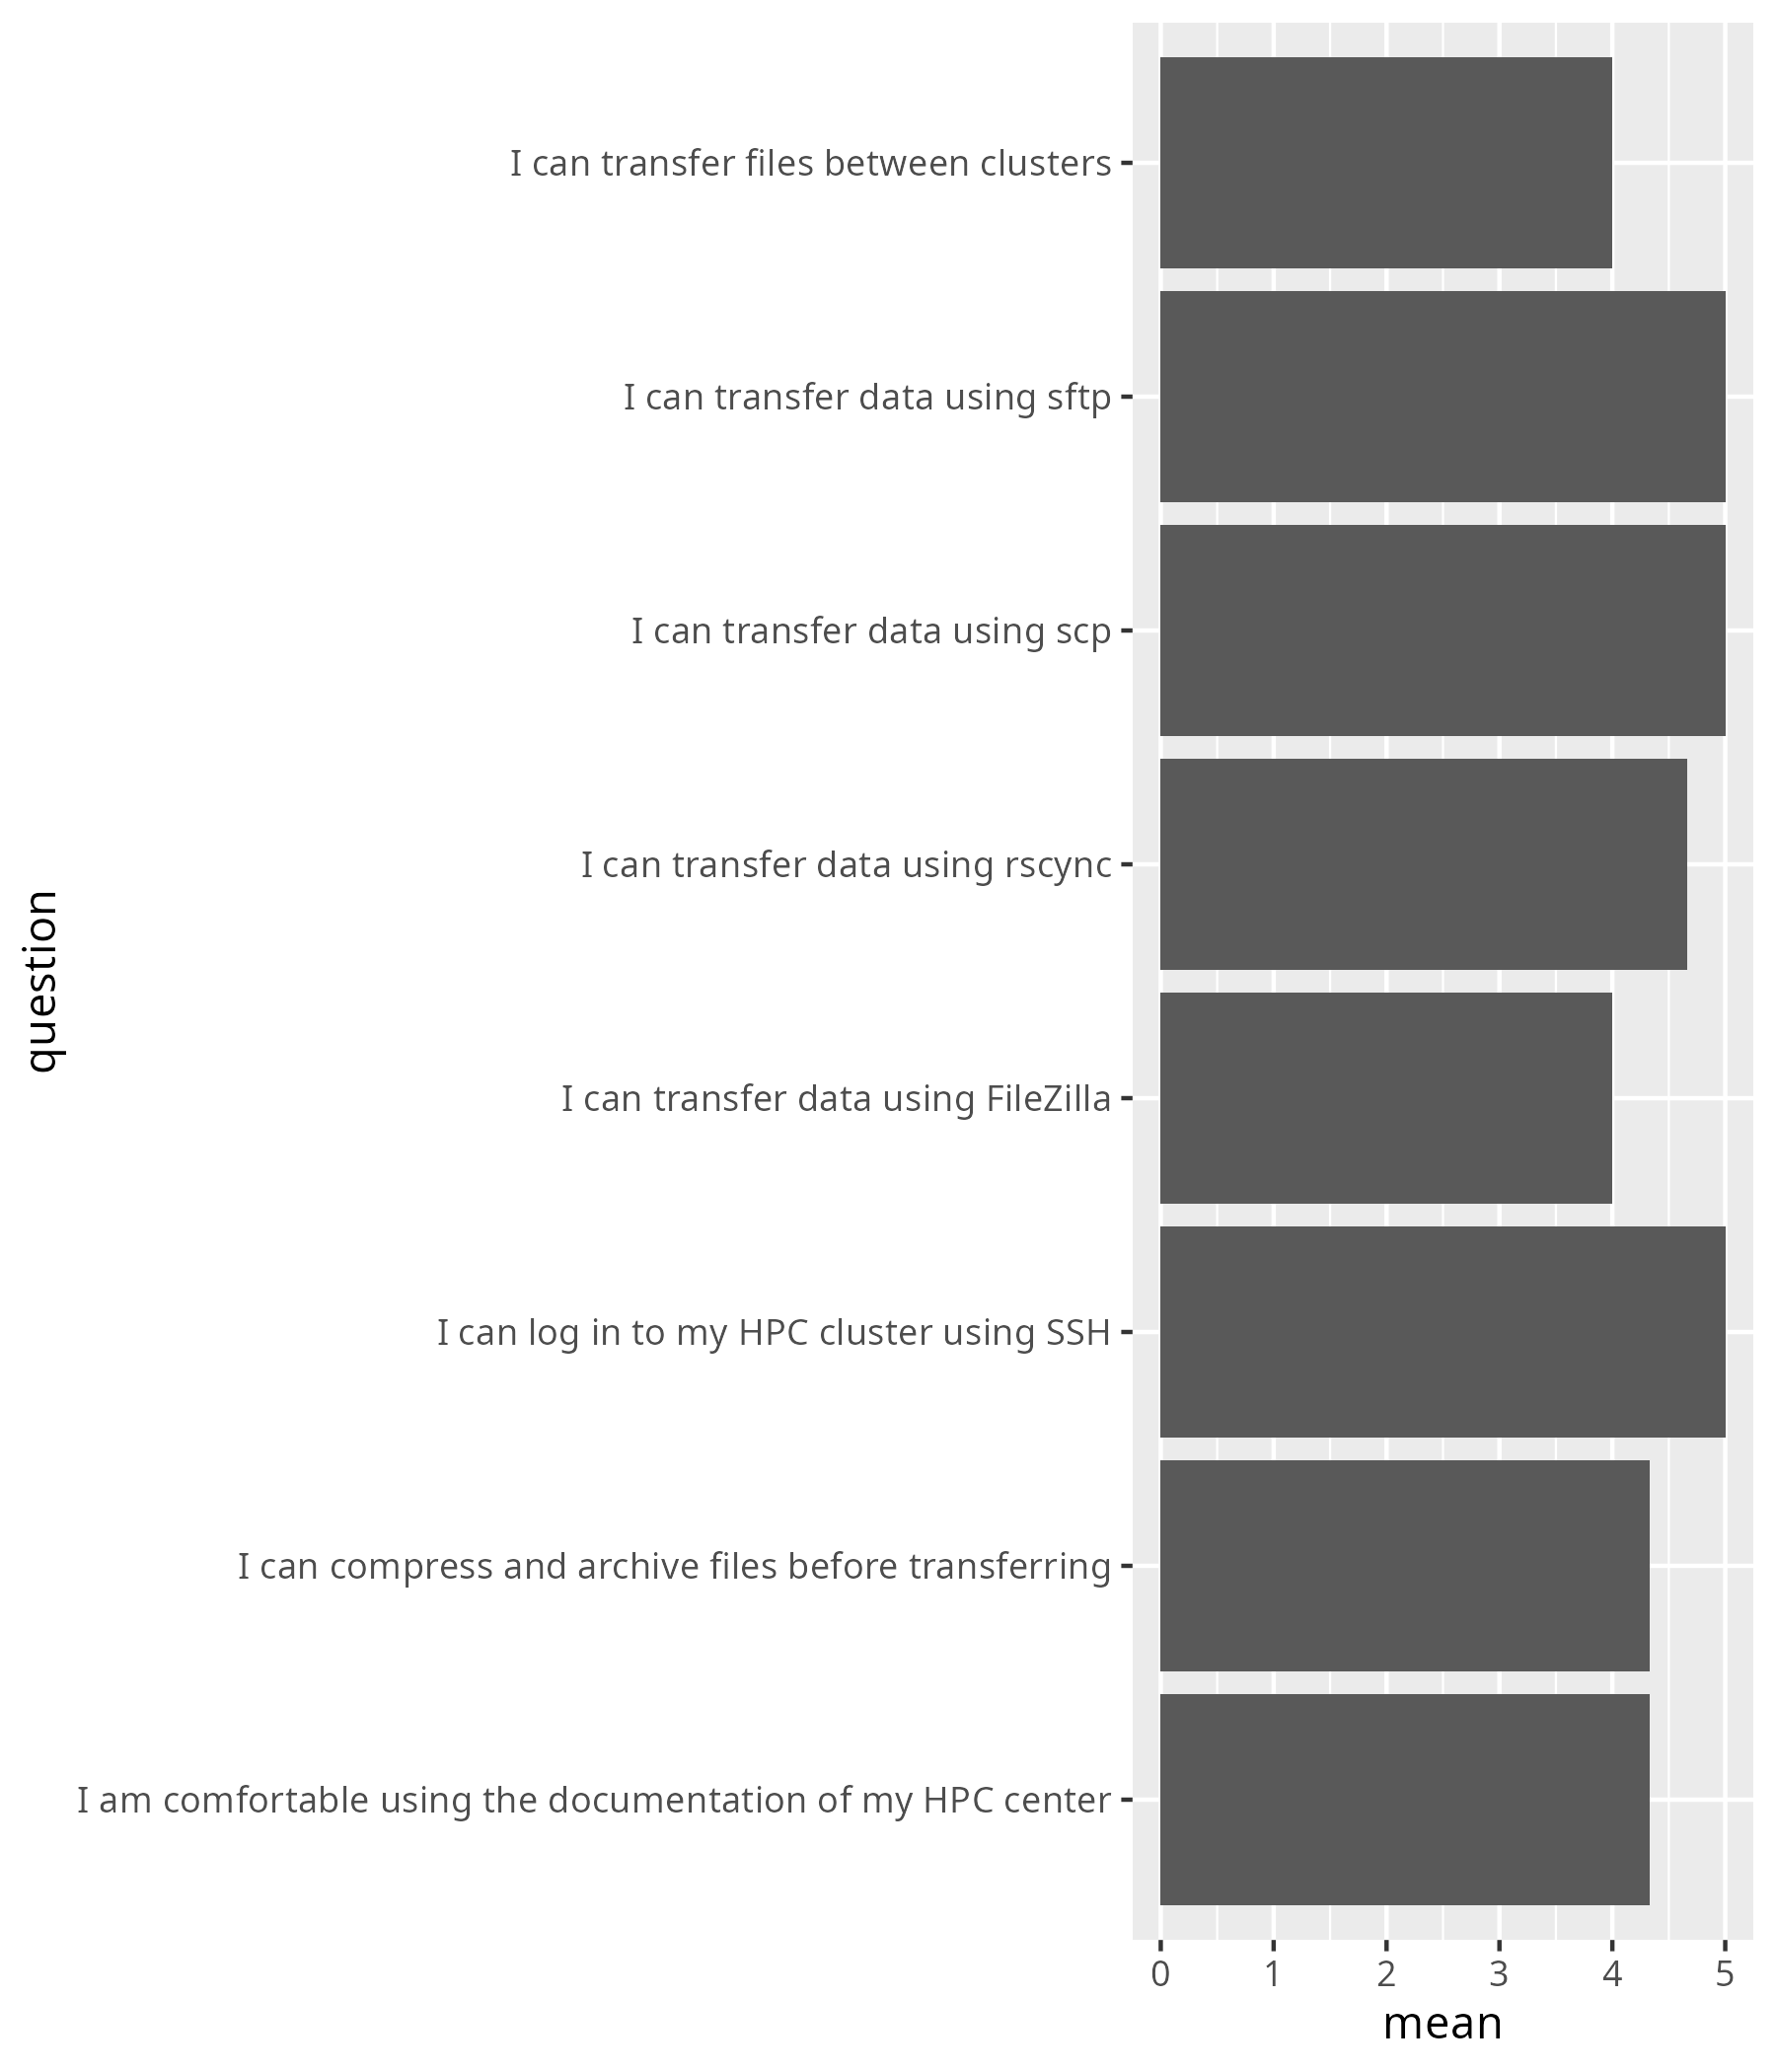 I can transfer files between clusters
I can transfer data using sftp
I can transfer data using scp
I can transfer data using rscync
I can transfer data using FileZilla
I can log in to my HPC cluster using SSH
I can compress and archive files before transferring
I am comfortable using the documentation of my HPC center
question
0 1 2 3 4 5
mean